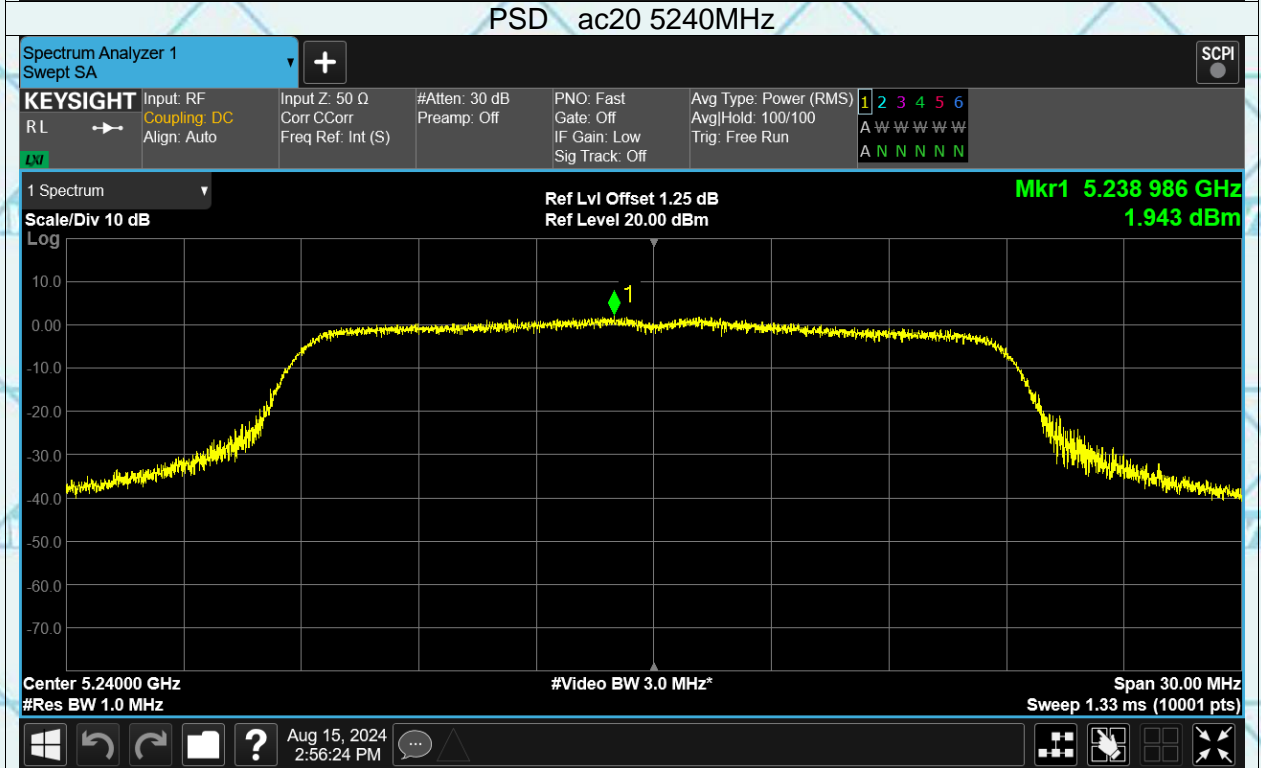 PSD ac20 5240MHz
Spectrum Analyzer 1
Swept SA
SCPI
KEYSIGHT
R L
LXI
Input: RF
Coupling: DC
Align: Auto
Input Z: 50 Ω
Corr CCorr
Freq Ref: Int (S)
#Atten: 30 dB
Preamp: Off
PNO: Fast
Gate: Off
IF Gain: Low
Sig Track: Off
Avg Type: Power (RMS)
Avg|Hold: 100/100
Trig: Free Run
1 2 3 4 5 6
A W W W W W
A N N N N N
1 Spectrum
Scale/Div 10 dB
Log
Ref Lvl Offset 1.25 dB
Ref Level 20.00 dBm
Mkr1 5.238 986 GHz
1.943 dBm
10.0
0.00
-10.0
-20.0
-30.0
-40.0
-50.0
-60.0
-70.0
1
Center 5.24000 GHz
#Res BW 1.0 MHz
#Video BW 3.0 MHz*
Span 30.00 MHz
Sweep 1.33 ms (10001 pts)
?
Aug 15, 2024
2:56:24 PM